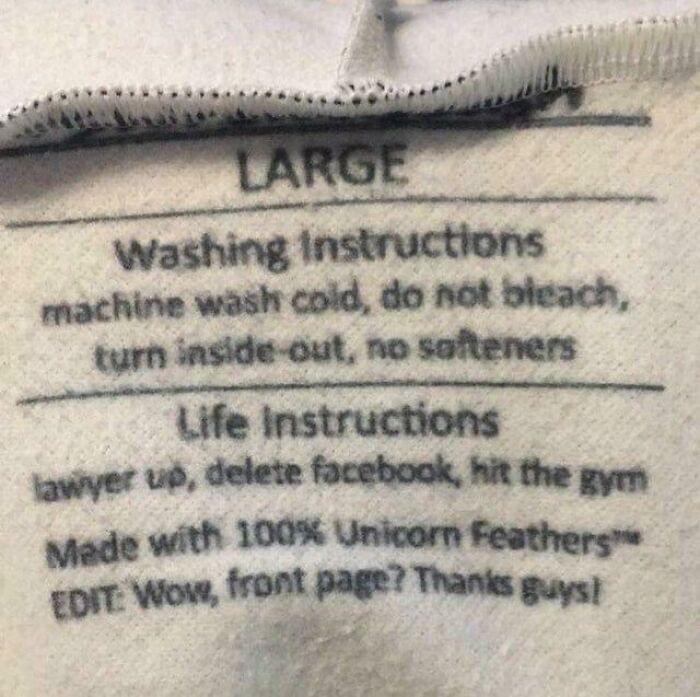 LARGE
Washing Instructions
machine wash cold, do not bleach,
turn inside-out, no softeners
Life Instructions
lawyer up, delete facebook, hit the gym
Made with 100% Unicorn Feathers™
EDIT: Wow, front page? Thanks guys!